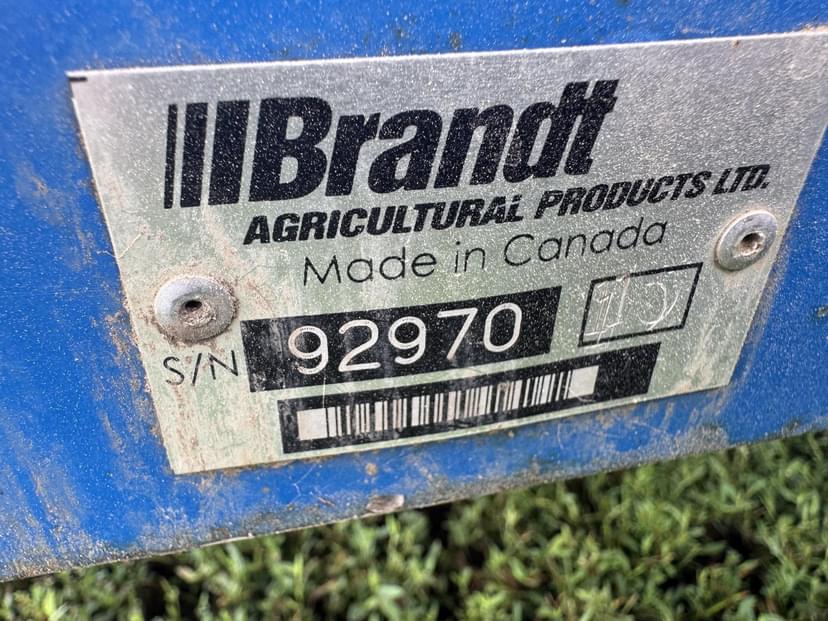 Brandt
AGRICULTURAL PRODUCTS LTD.
Made in Canada
S/N 92970